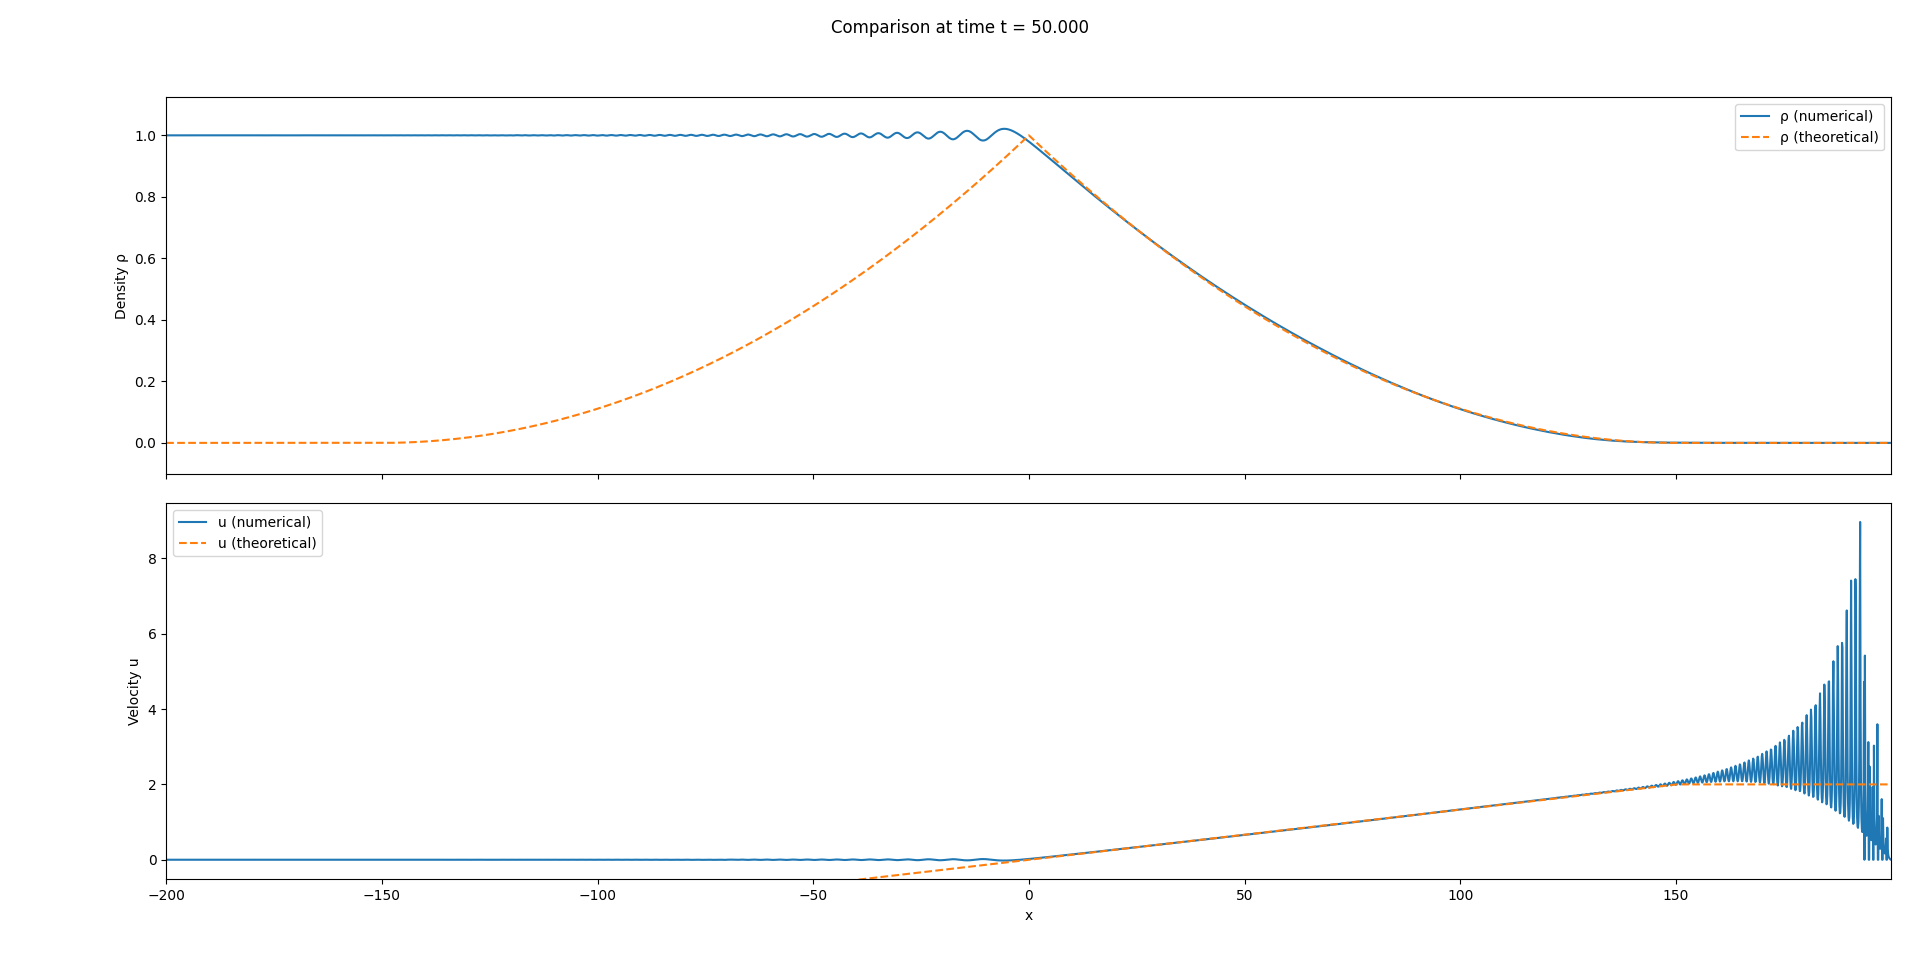 Comparison at time t = 50.000
ρ (numerical)
ρ (theoretical)
Density ρ
1.0
0.8
0.6
0.4
0.2
0.0
u (numerical)
u (theoretical)
Velocity u
8
6
4
2
0
−200
−150
−100
−50
0
50
100
150
x